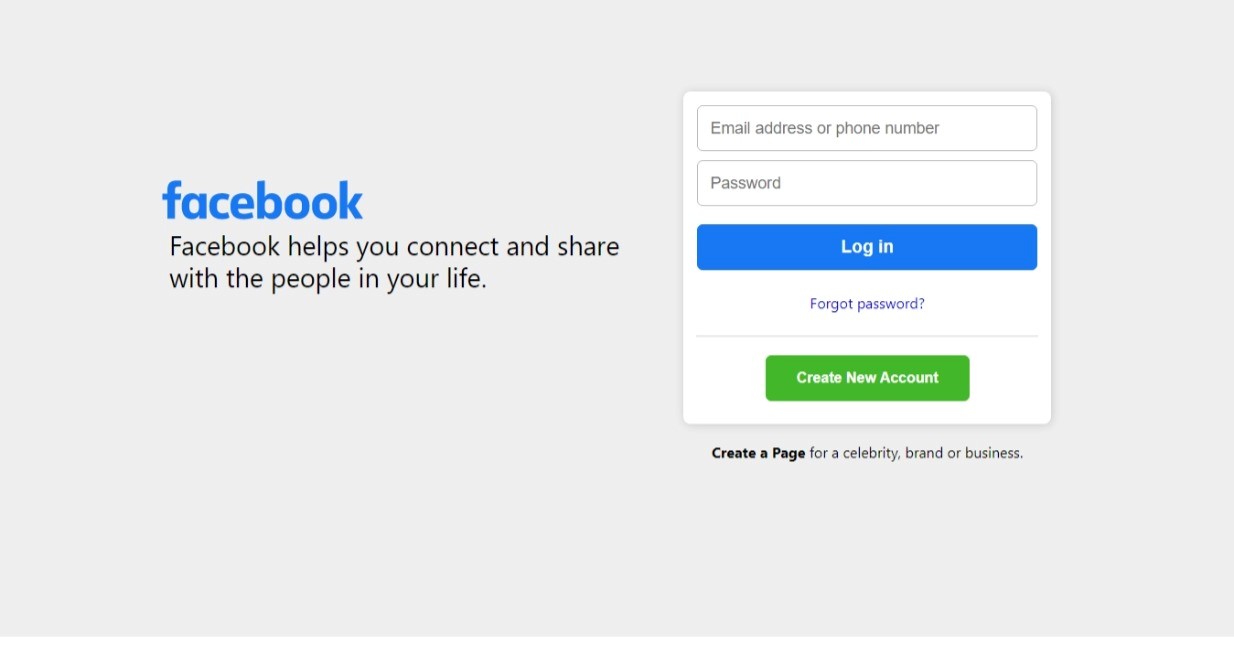 facebook
Facebook helps you connect and share
with the people in your life.
Email address or phone number
Password
Log in
Forgot password?
Create New Account
Create a Page for a celebrity, brand or business.